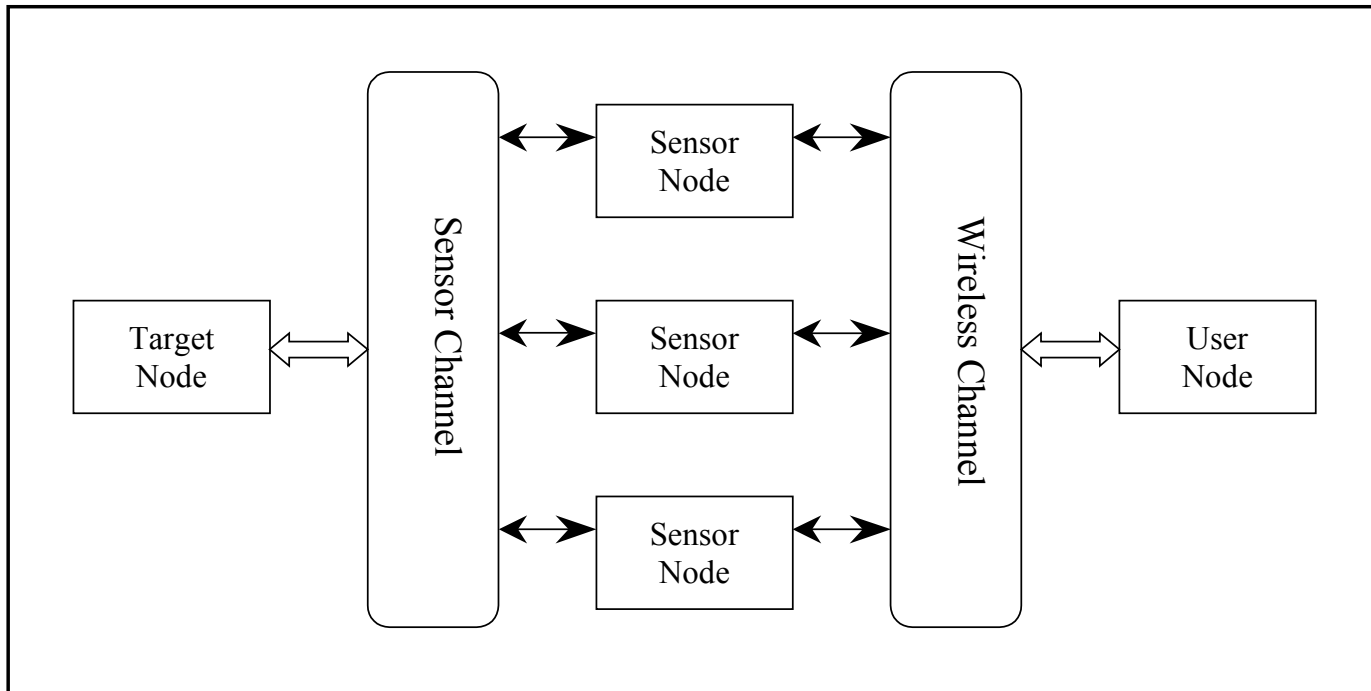 Target
Node
Sensor Channel
Sensor
Node
Sensor
Node
Sensor
Node
Wireless Channel
User
Node